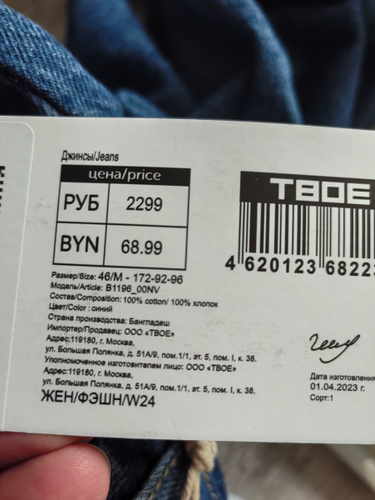 Джинсы/Jeans
цена/price
РУБ 2299
BYN 68.99
ТВОЕ
4 620123 68223
Размер/Size: 46/M - 172-92-96
Модель/Article: B1196_00NV
Состав/Composition: 100% cotton/ 100% хлопок
Цвет/Color : синий
Страна производства: Бангладеш
Импортер/Продавец: ООО «ТВОЕ»
Адрес:119180, г. Москва,
ул. Большая Полянка, д. 51А/9, пом.1/1, эт. 5, пом. I, к. 38.
Уполномоченное изготовителем лицо: ООО «ТВОЕ»
Адрес:119180, г. Москва,
ул. Большая Полянка, д. 51А/9, пом.1/1, эт. 5, пом. I, к. 38.
ЖЕН/ФЭШН/W24
Дата изготовления
01.04.2023 г.
Сорт:1